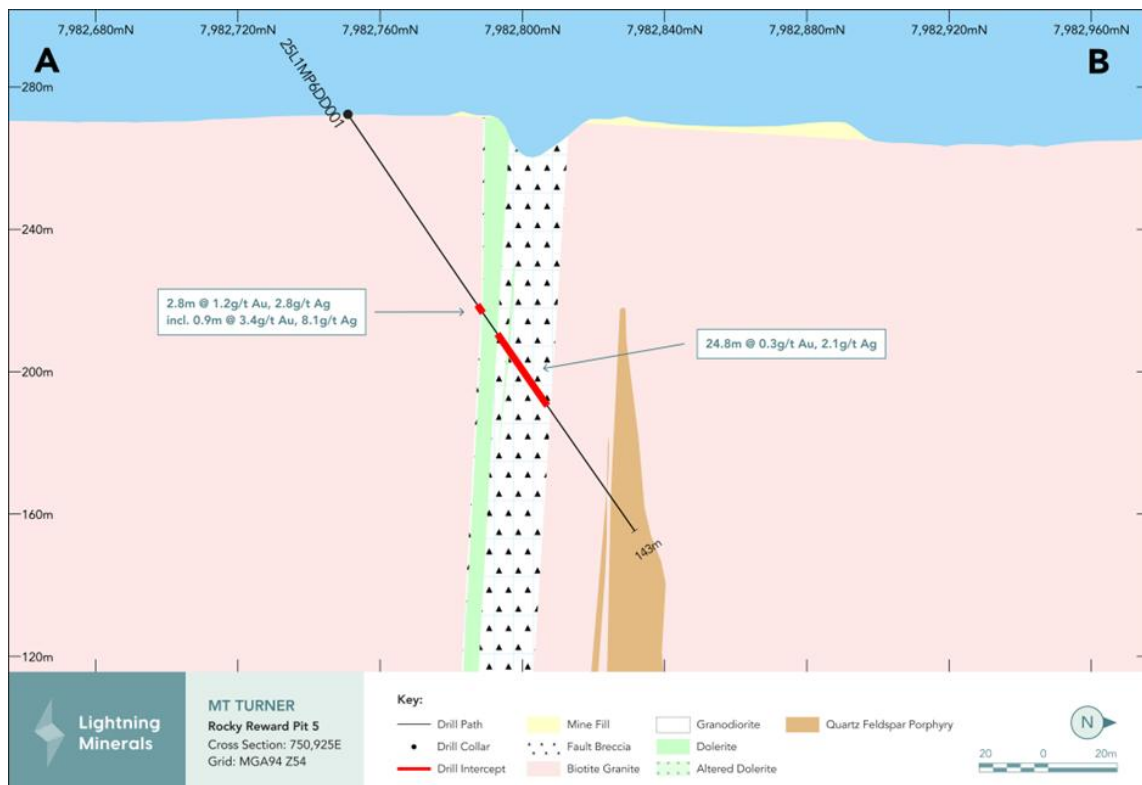 7,982,680mN 7,982,720mN 7,982,760mN 7,982,800mN 7,982,840mN 7,982,880mN 7,982,920mN 7,982,960mN
A
B
25L1MP6DD001
280m
240m
200m
160m
120m
2.8m @ 1.2g/t Au, 2.8g/t Ag
incl. 0.9m @ 3.4g/t Au, 8.1g/t Ag
24.8m @ 0.3g/t Au, 2.1g/t Ag
143m
Lightning
Minerals
MT TURNER
Rocky Reward Pit 5
Cross Section: 750,925E
Grid: MGA94 Z54
Key:
Drill Path
Drill Collar
Drill Intercept
Mine Fill
Fault Breccia
Biotite Granite
Granodiorite
Dolerite
Altered Dolerite
Quartz Feldspar Porphyry
N
20 0 20m